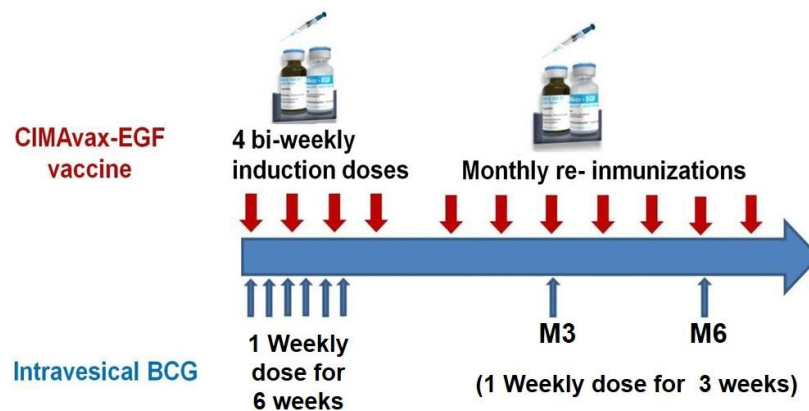 CIMAvax-EGF
vaccine
4 bi-weekly
induction doses
Monthly re- inmunizations
Intravesical BCG
1 Weekly
dose for
6 weeks
M3
M6
(1 Weekly dose for 3 weeks)